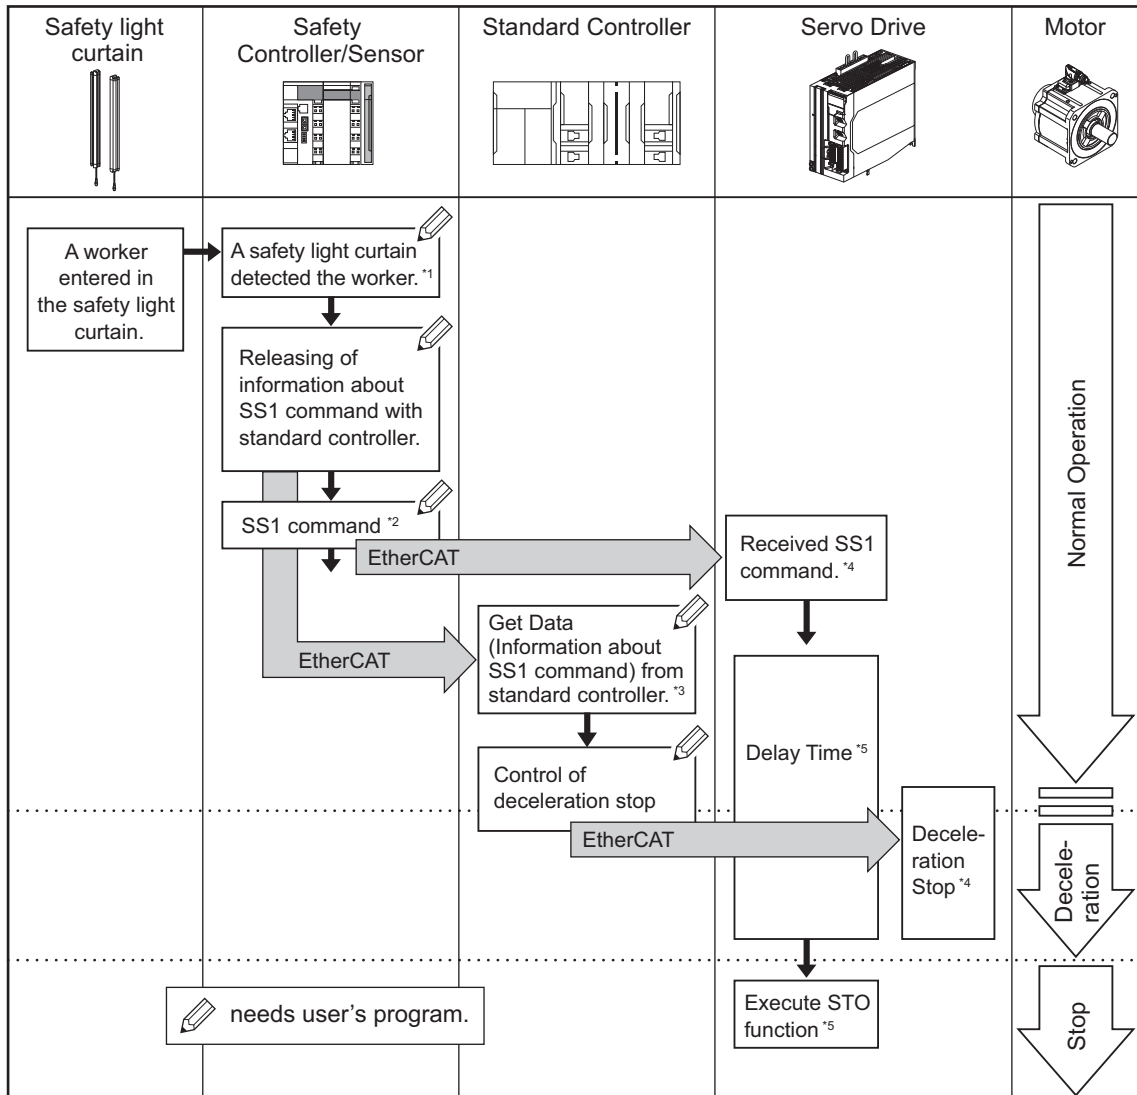 Safety light
curtain
Safety
Controller/Sensor
Standard Controller
Servo Drive
Motor
A worker
entered in
the safety light
curtain.
A safety light curtain
detected the worker. *1
Releasing of
information about
SS1 command with
standard controller.
SS1 command *2
EtherCAT
Received SS1
command. *4
EtherCAT
Get Data
(Information about
SS1 command) from
standard controller. *3
Delay Time *5
Control of
deceleration stop
EtherCAT
Decele-
ration
Stop *4
Execute STO
function *5
Normal Operation
Decele-
ration
Stop
needs user's program.